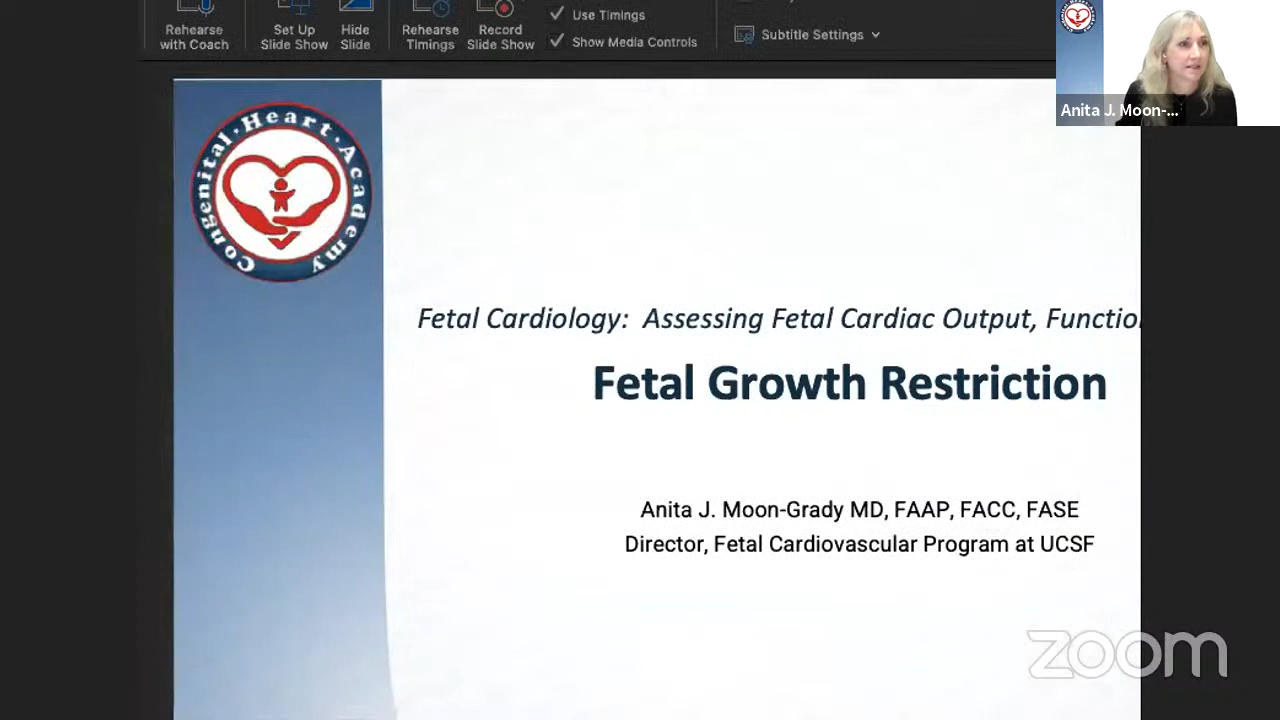 Rehearse
with Coach
Set Up
Slide Show
Hide
Slide
Rehearse
Timings
Record
Slide Show
Use Timings
Show Media Controls
Subtitle Settings
Anita J. Moon-...
Congenital · Heart · Academy
Fetal Cardiology: Assessing Fetal Cardiac Output, Functio
Fetal Growth Restriction
Anita J. Moon-Grady MD, FAAP, FACC, FASE
Director, Fetal Cardiovascular Program at UCSF
zoom